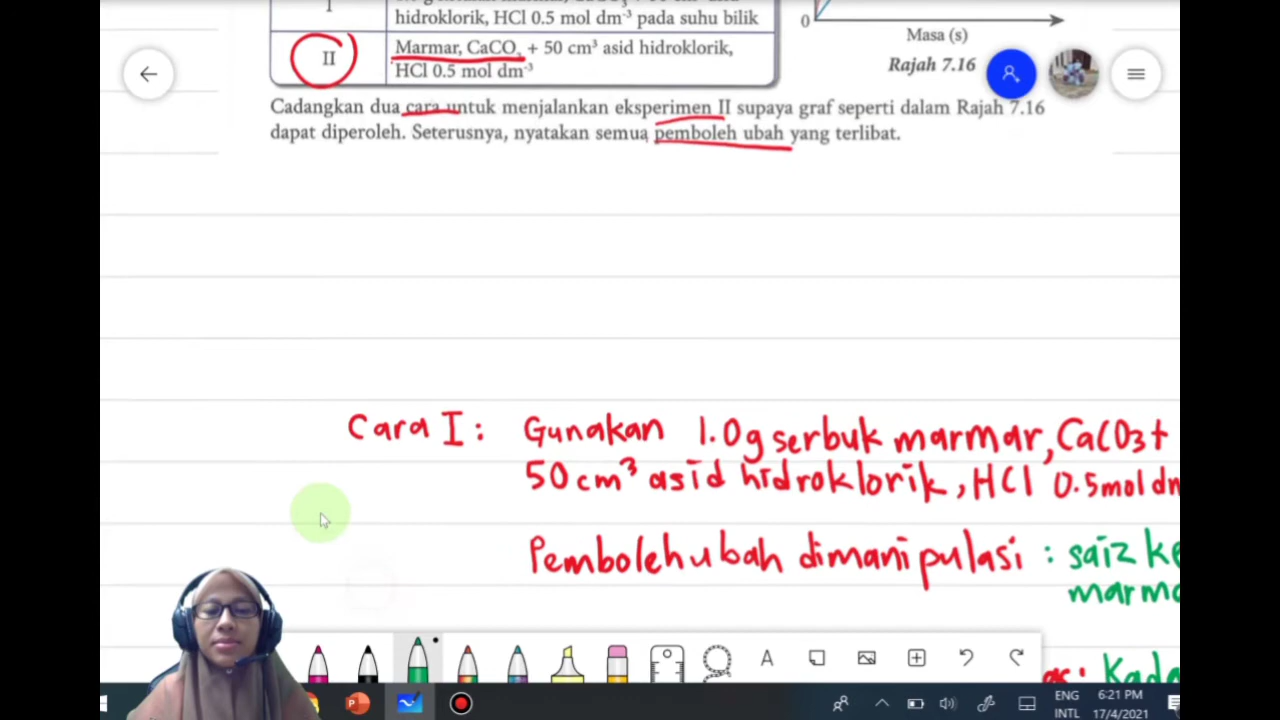 I
hidroklorik, HCl 0.5 mol dm⁻³ pada suhu bilik
II
Marmar, CaCO₃ + 50 cm³ asid hidroklorik,
HCl 0.5 mol dm⁻³
0
Masa (s)
Rajah 7.16
Cadangkan dua cara untuk menjalankan eksperimen II supaya graf seperti dalam Rajah 7.16
dapat diperoleh. Seterusnya, nyatakan semua pemboleh ubah yang terlibat.
Cara I : Gunakan 1.0g serbuk marmar, CaCO3 +
50 cm³ asid hidroklorik, HCl 0.5 mol dm
Pembolehubah dimanipulasi : saiz ke
marma
as: Kada
A
ENG
INTL
6:21 PM
17/4/2021